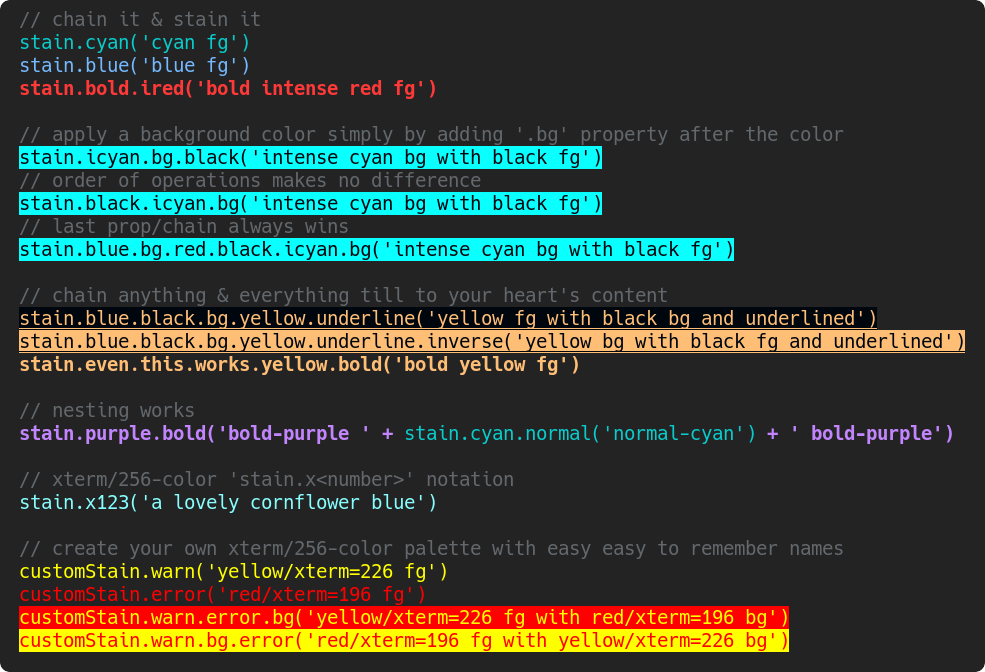 // chain it & stain it
stain.cyan('cyan fg')
stain.blue('blue fg')
stain.bold.ired('bold intense red fg')
// apply a background color simply by adding '.bg' property after the color
stain.icyan.bg.black('intense cyan bg with black fg')
// order of operations makes no difference
stain.black.icyan.bg('intense cyan bg with black fg')
// last prop/chain always wins
stain.blue.bg.red.black.icyan.bg('intense cyan bg with black fg')
// chain anything & everything till to your heart's content
stain.blue.black.bg.yellow.underline('yellow fg with black bg and underlined')
stain.blue.black.bg.yellow.underline.inverse('yellow bg with black fg and underlined')
stain.even.this.works.yellow.bold('bold yellow fg')
// nesting works
stain.purple.bold('bold-purple ' + stain.cyan.normal('normal-cyan') + ' bold-purple')
// xterm/256-color 'stain.x<number>' notation
stain.x123('a lovely cornflower blue')
// create your own xterm/256-color palette with easy easy to remember names
customStain.warn('yellow/xterm=226 fg')
customStain.error('red/xterm=196 fg')
customStain.warn.error.bg('yellow/xterm=226 fg with red/xterm=196 bg')
customStain.warn.bg.error('red/xterm=196 fg with yellow/xterm=226 bg')